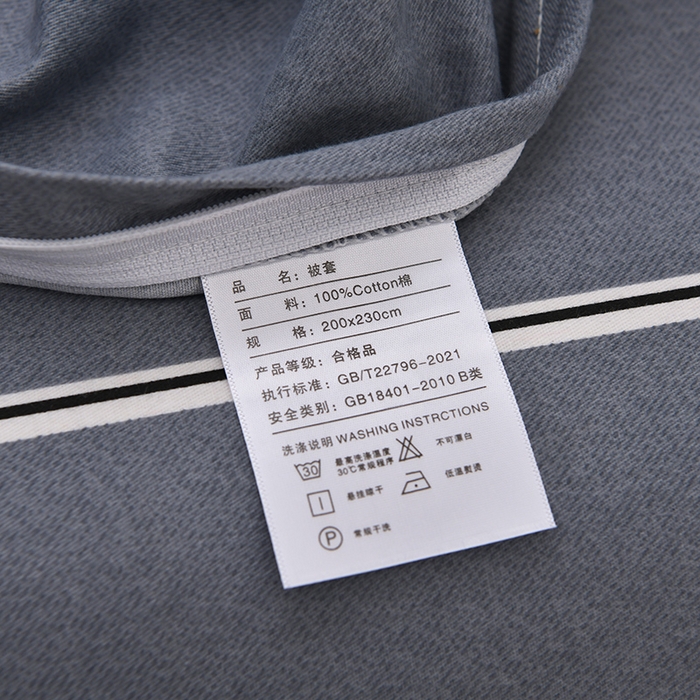 品 名：被套
面 料：100%Cotton棉
规 格：200x230cm
产品等级：合格品
执行标准：GB/T22796-2021
安全类别：GB18401-2010 B类
洗涤说明 WASHING INSTRCTIONS
30 最高洗涤温度 30℃常规程序 不可漂白
悬挂晾干 低温熨烫
P 常规干洗